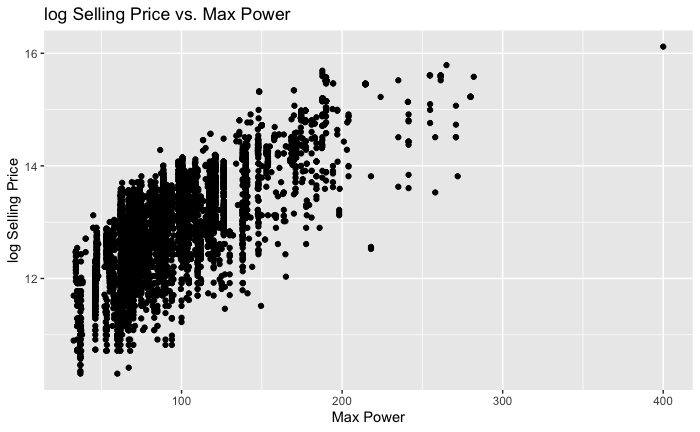 log Selling Price vs. Max Power
16
14
12
log Selling Price
100 200 300 400
Max Power